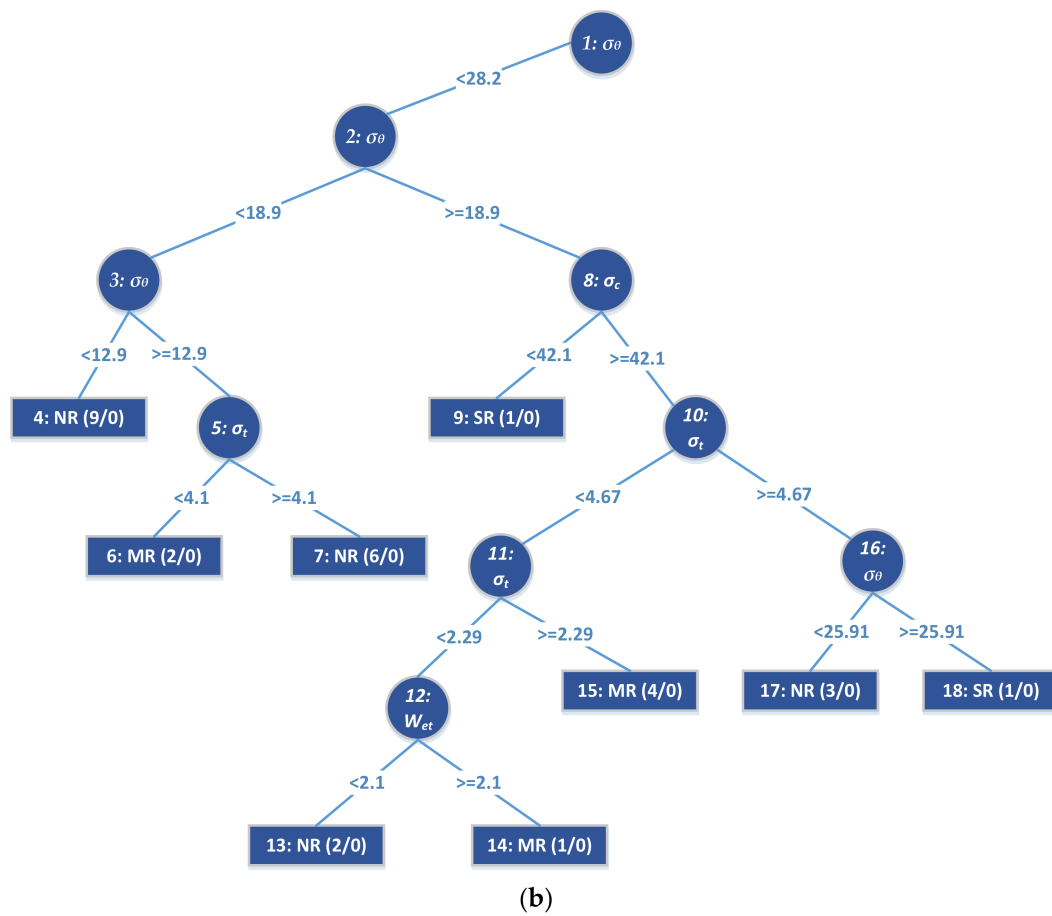 1: σθ
<28.2
2: σθ
<18.9
>=18.9
3: σθ
8: σc
<12.9
>=12.9
<42.1
>=42.1
4: NR (9/0)
5: σt
9: SR (1/0)
10:
σt
<4.1
>=4.1
<4.67
>=4.67
6: MR (2/0)
7: NR (6/0)
11:
σt
16:
σθ
<2.29
>=2.29
<25.91
>=25.91
12:
Wet
15: MR (4/0)
17: NR (3/0)
18: SR (1/0)
<2.1
>=2.1
13: NR (2/0)
14: MR (1/0)
(b)